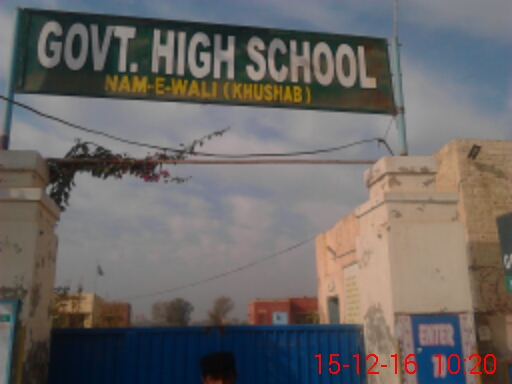 GOVT. HIGH SCHOOL
NAM-E-WALI (KHUSHAB)
ENTER
15-12-16 10:20